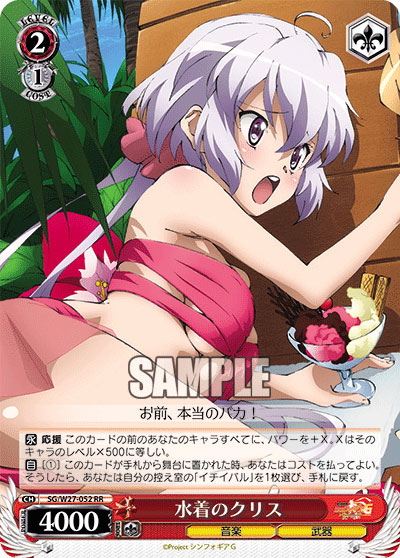 LEVEL
2
1
COST
SAMPLE
お前、本当のバカ!
永 応援 このカードの前のあなたのキャラすべてに、パワーを+X。Xはそ
のキャラのレベル×500に等しい。
自 [①] このカードが手札から舞台に置かれた時、あなたはコストを払ってよい。
そうしたら、あなたは自分の控え室の「イチイバル」を1枚選び、手札に戻す。
CH SG/W27-052 RR
4000
水着のクリス
音楽
武器
©Project シンフォギアG